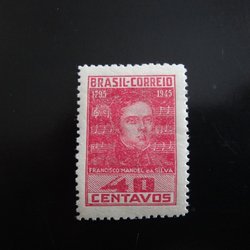 BRASIL-CORREIO
1795 1945
FRANCISCO MANOEL DA SILVA
40
CENTAVOS